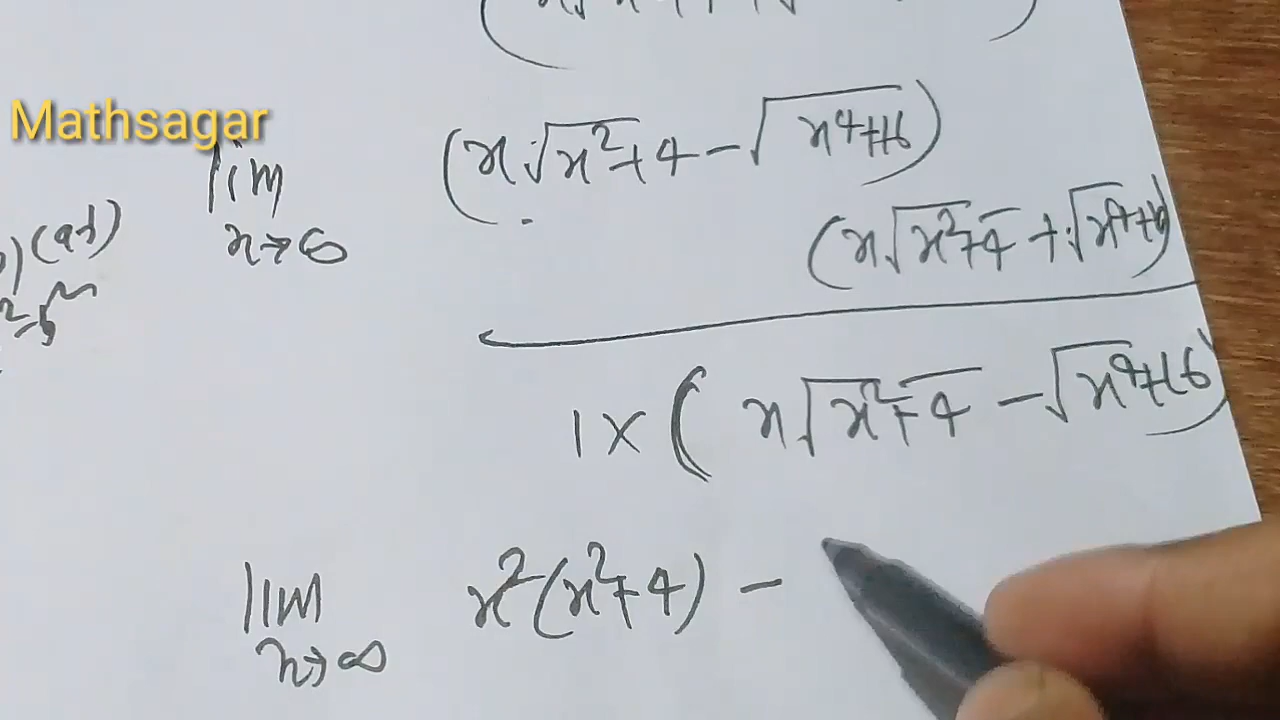 Mathsagar
lim
x→∞
(x√x²+4 - √x⁴+16)
(x√x²+4 + √x⁴+16)
1 × (x√x²+4 - √x⁴+16)
lim
x→∞
x²(x²+4) -